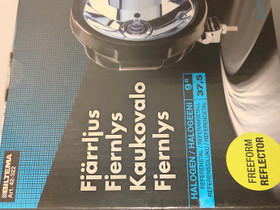 Fjärrljus
Fjernlys
Kaukovalo
Fjernlys
HALOGEN / HALOGEENI
9"
37,5
FREEFORM
REFLECTOR
BILTEMA